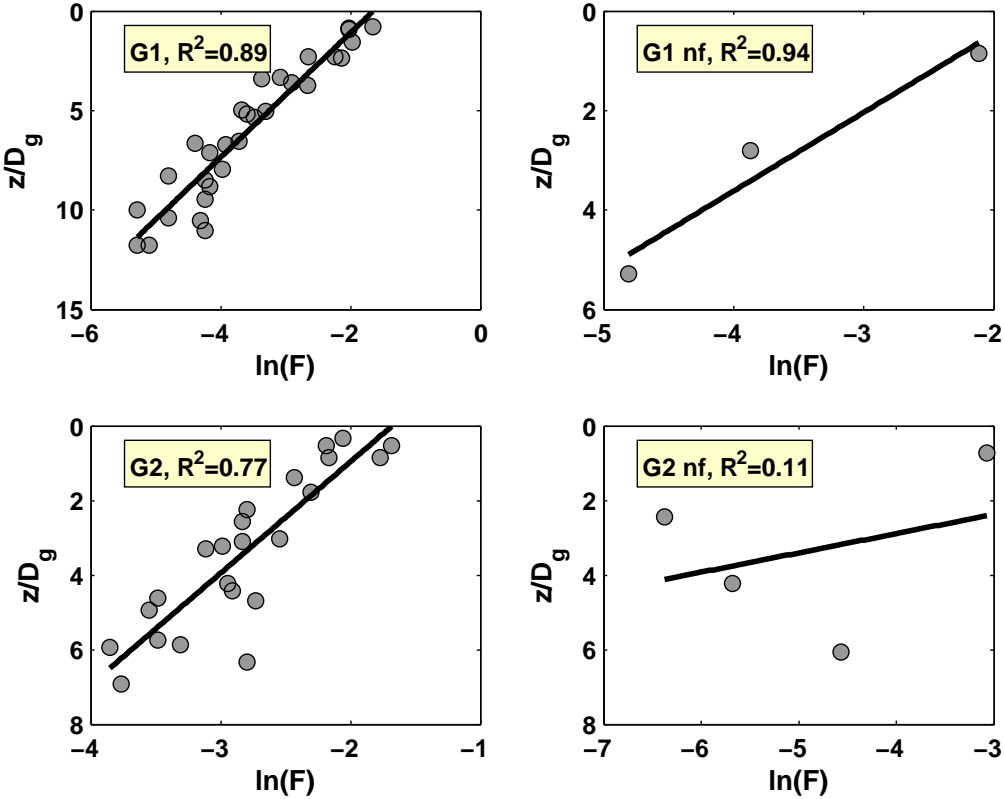 G1, R²=0.89
0
5
10
15
z/D_g
−6
−4
−2
0
ln(F)
G1 nf, R²=0.94
0
2
4
6
z/D_g
−5
−4
−3
−2
ln(F)
G2, R²=0.77
0
2
4
6
8
z/D_g
−4
−3
−2
−1
ln(F)
G2 nf, R²=0.11
0
2
4
6
8
z/D_g
−7
−6
−5
−4
−3
ln(F)